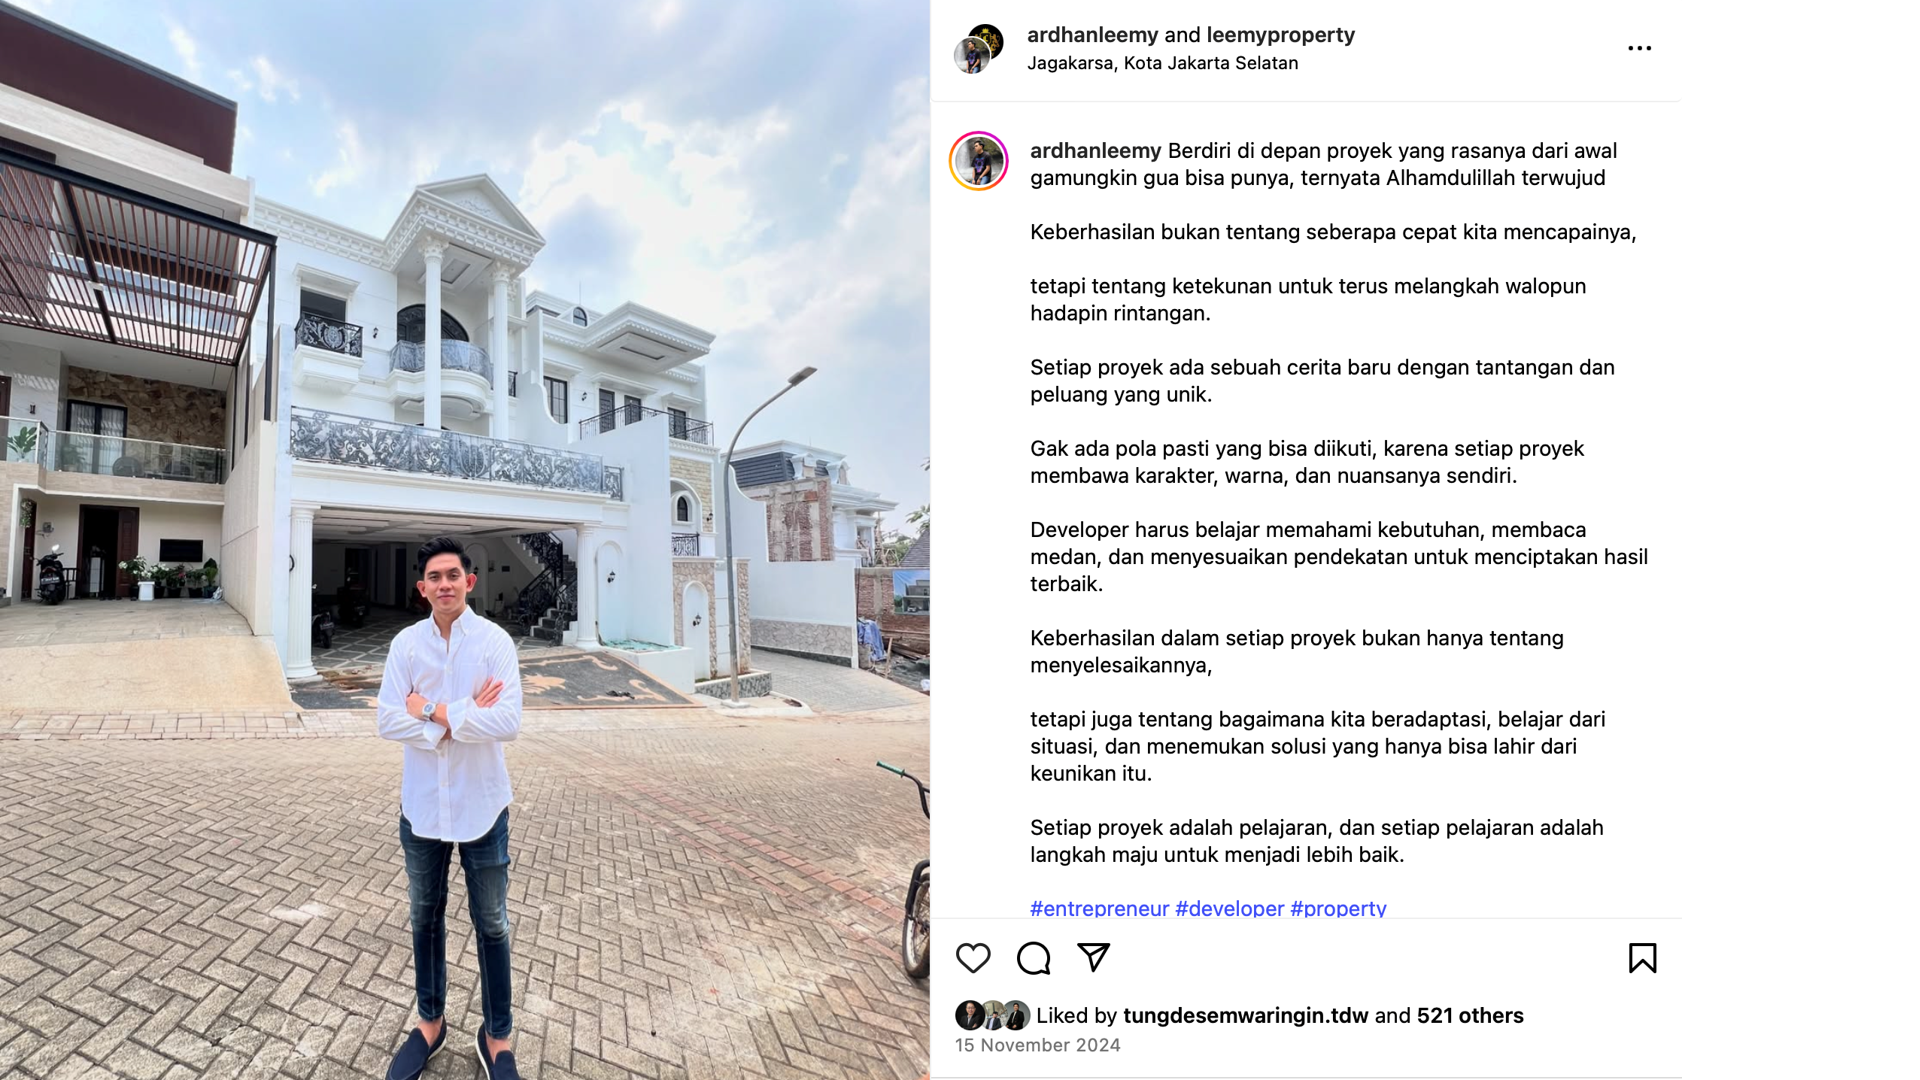 ardhanleemy and leemyproperty
Jagakarsa, Kota Jakarta Selatan
ardhanleemy Berdiri di depan proyek yang rasanya dari awal
gamungkin gua bisa punya, ternyata Alhamdulillah terwujud
Keberhasilan bukan tentang seberapa cepat kita mencapainya,
tetapi tentang ketekunan untuk terus melangkah walopun
hadapin rintangan.
Setiap proyek ada sebuah cerita baru dengan tantangan dan
peluang yang unik.
Gak ada pola pasti yang bisa diikuti, karena setiap proyek
membawa karakter, warna, dan nuansanya sendiri.
Developer harus belajar memahami kebutuhan, membaca
medan, dan menyesuaikan pendekatan untuk menciptakan hasil
terbaik.
Keberhasilan dalam setiap proyek bukan hanya tentang
menyelesaikannya,
tetapi juga tentang bagaimana kita beradaptasi, belajar dari
situasi, dan menemukan solusi yang hanya bisa lahir dari
keunikan itu.
Setiap proyek adalah pelajaran, dan setiap pelajaran adalah
langkah maju untuk menjadi lebih baik.
#entrepreneur #developer #property
Liked by tungdesemwaringin.tdw and 521 others
15 November 2024